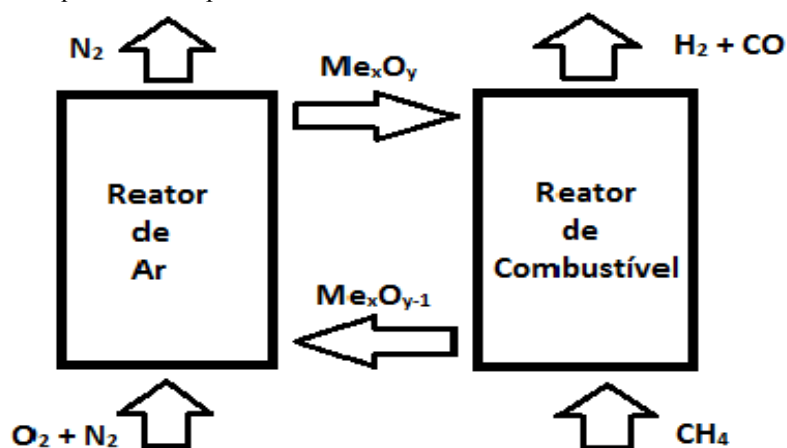 N₂
H₂ + CO
MeₓOᵧ
Reator
de
Ar
Reator
de
Combustível
MeₓOᵧ₋₁
O₂ + N₂
CH₄